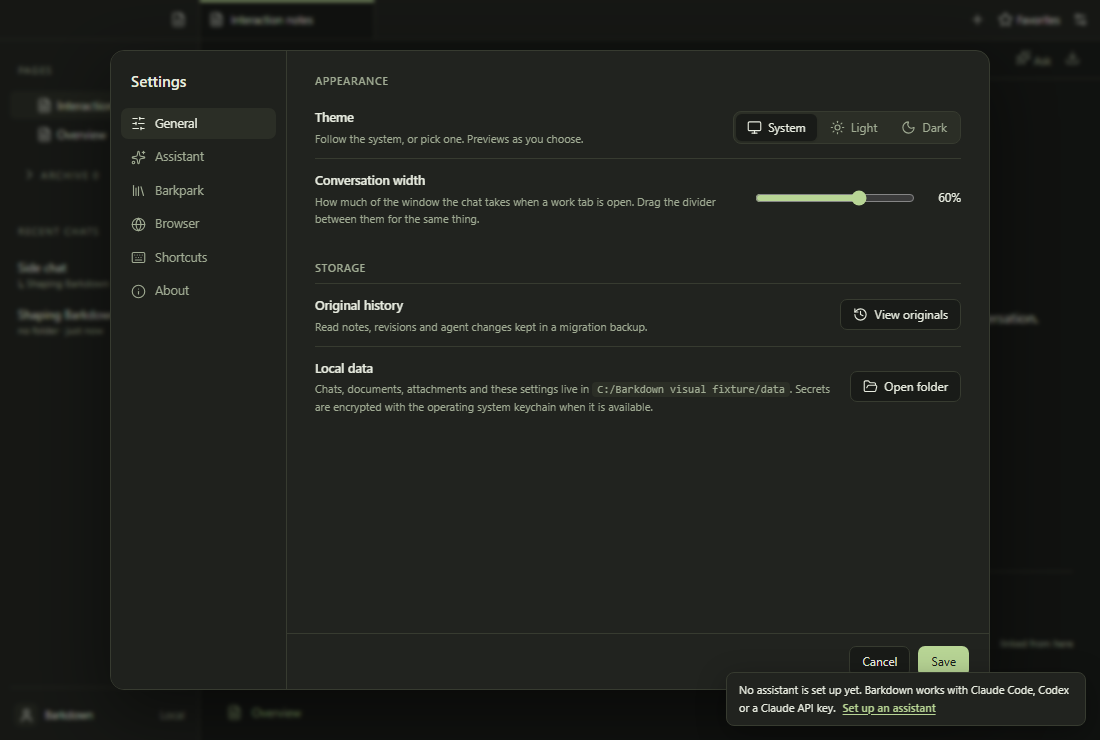 Interaction notes
Favorites
PAGES
Ask
Settings
General
Assistant
Barkpark
Browser
Shortcuts
About
APPEARANCE
Theme
Follow the system, or pick one. Previews as you choose.
System
Light
Dark
Conversation width
How much of the window the chat takes when a work tab is open. Drag the divider
between them for the same thing.
60%
STORAGE
Original history
Read notes, revisions and agent changes kept in a migration backup.
View originals
Local data
Chats, documents, attachments and these settings live in C:/Barkdown visual fixture/data. Secrets
are encrypted with the operating system keychain when it is available.
Open folder
Cancel
Save
Overview
RECENT CHATS
Side chat
Shaping Barkdown
Barkdown
Local
Overview
No assistant is set up yet. Barkdown works with Claude Code, Codex
or a Claude API key. Set up an assistant